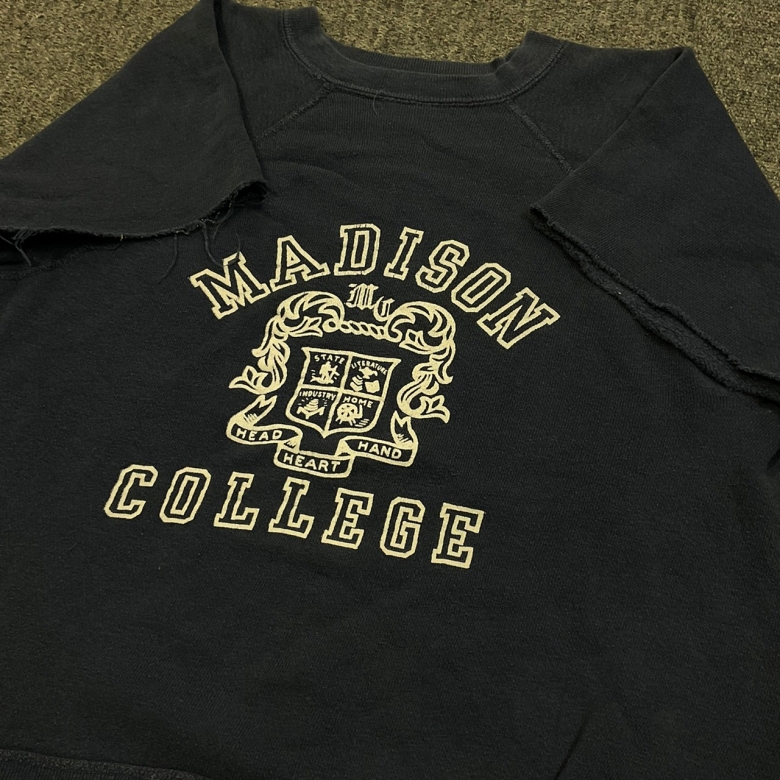 MADISON
MC
STATE LITERATURE
INDUSTRY HOME
HEAD HEART HAND
COLLEGE